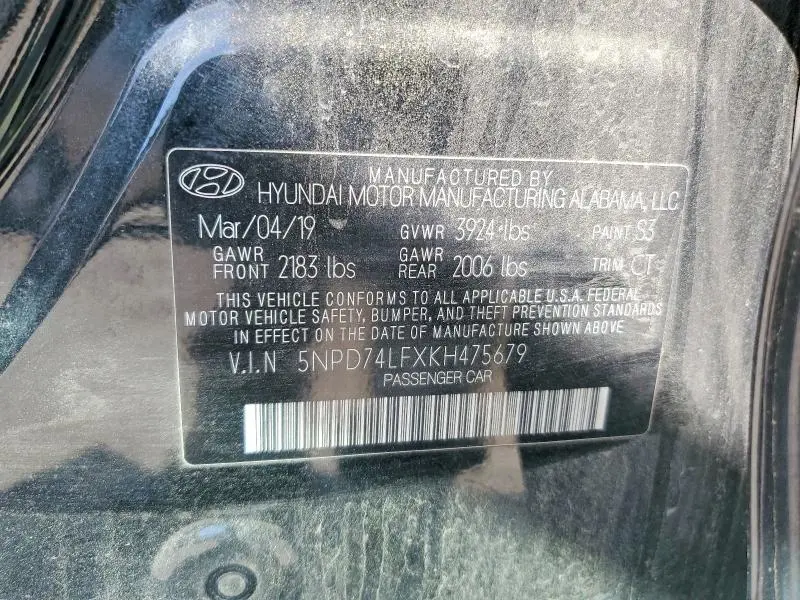 MANUFACTURED BY
HYUNDAI MOTOR MANUFACTURING ALABAMA, LLC
Mar/04/19 GVWR 3924 lbs PAINT S3
GAWR FRONT 2183 lbs GAWR REAR 2006 lbs TRIM CT
THIS VEHICLE CONFORMS TO ALL APPLICABLE U.S.A. FEDERAL
MOTOR VEHICLE SAFETY, BUMPER, AND THEFT PREVENTION STANDARDS
IN EFFECT ON THE DATE OF MANUFACTURE SHOWN ABOVE
V.I.N 5NPD74LFXKH475679
PASSENGER CAR